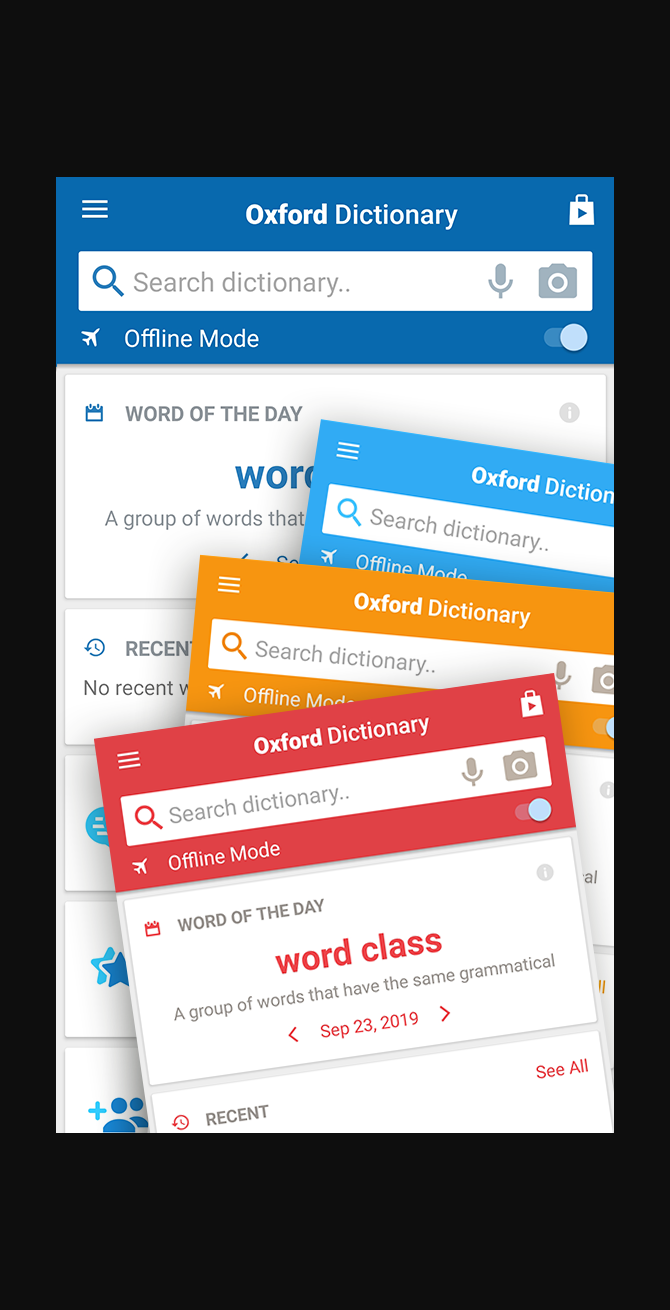 Oxford Dictionary
Search dictionary..
Offline Mode
WORD OF THE DAY
A group of words that
RECENT
No recent
Oxford
Search dictionary..
Offline Mode
Oxford Dictionary
Search dictionary..
Offline Mode
Oxford Dictionary
Search dictionary..
Offline Mode
WORD OF THE DAY
word class
A group of words that have the same grammatical
Sep 23, 2019
See All
RECENT